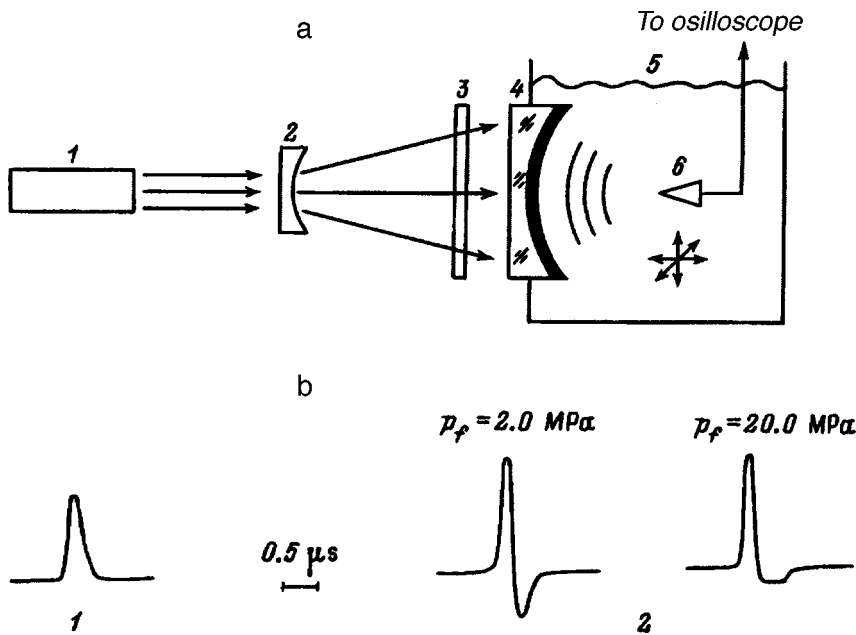 To osilloscope
a
1
2
3
4
5
6
b
p_f = 2.0 MPa
p_f = 20.0 MPa
0.5 μs
1
2